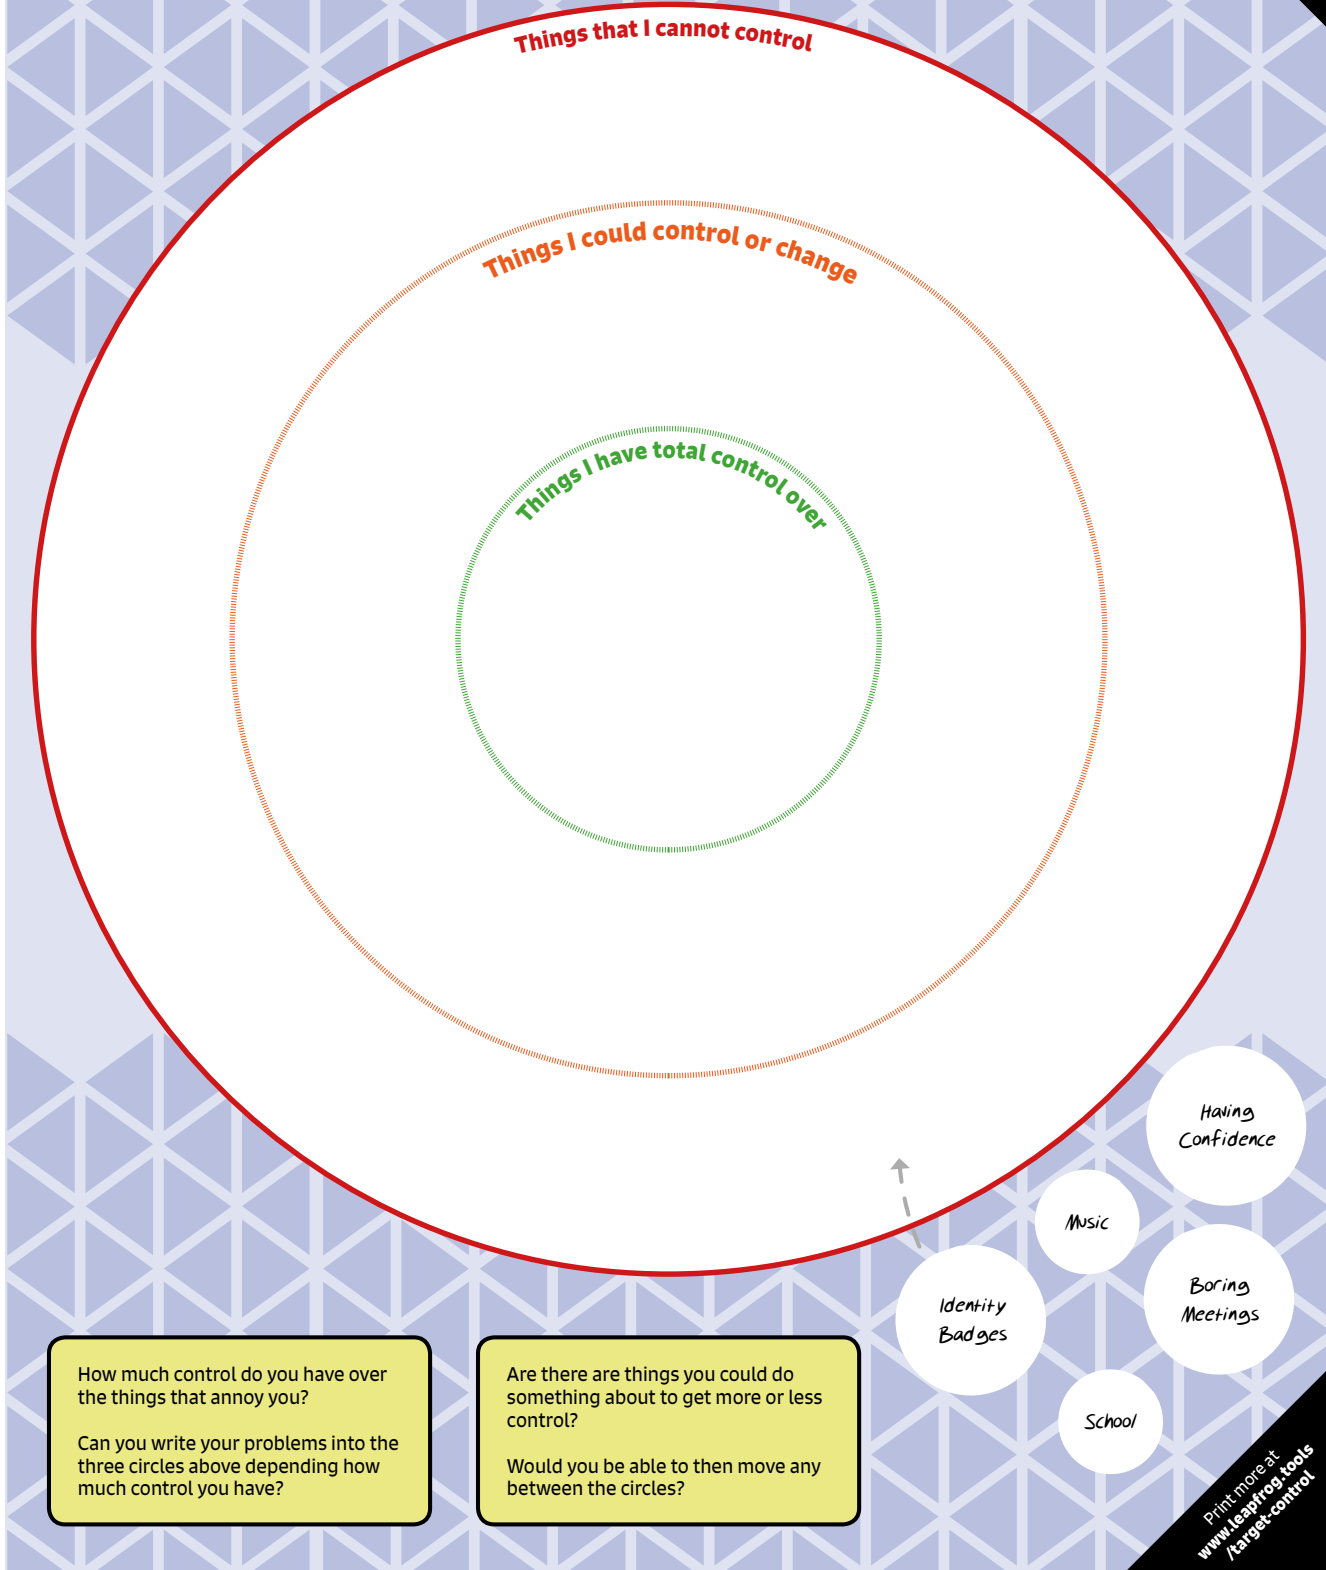 Things that I cannot control
Things I could control or change
Things I have total control over
Having
Confidence
Music
Boring
Meetings
Identity
Badges
School
How much control do you have over
the things that annoy you?
Can you write your problems into the
three circles above depending how
much control you have?
Are there are things you could do
something about to get more or less
control?
Would you be able to then move any
between the circles?
Print more at
www.leapfrog.tools
/target-control